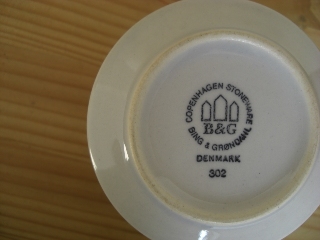 COPENHAGEN STONEWARE
B&G
BING & GRØNDAHL
DENMARK
302